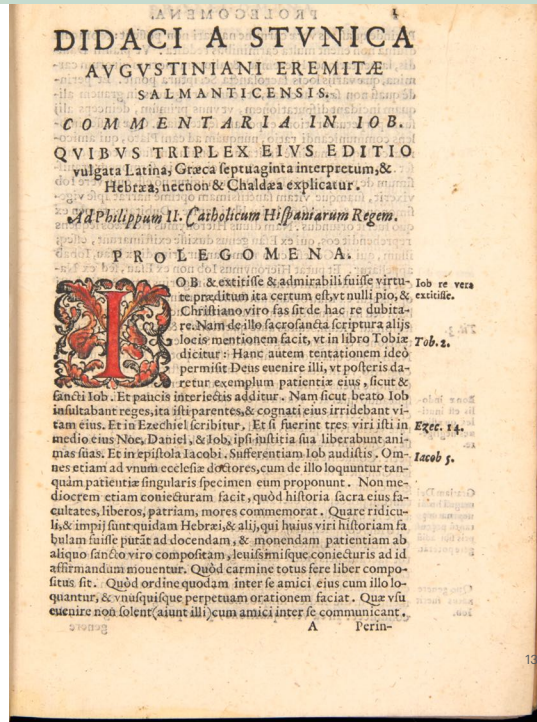 DIDACI A STVNICA
AVGVSTINIANI EREMITÆ
SALMANTICENSIS.
COMMENTARIA IN IOB.
QVIBVS TRIPLEX EIVS EDITIO
vulgata Latina, Græca septuaginta interpretum, &
Hebræa, necnon & Chaldæa explicatur.
Ad Philippum II. Catholicum Hispaniarum Regem.
PROLEGOMENA.
IOB & extitisse & admirabili fuisse virtu-
te præditum ita certum est, vt nulli pio, &
Christiano viro fas sit de hac re dubita-
re. Nam de illo sacrosancta scriptura alijs
locis mentionem facit, vt in libro Tobiæ
dicitur: Hanc autem tentationem ideò
permisit Deus euenire illi, vt posteris da-
retur exemplum patientiæ eius, sicut &
sancti Iob. Et paucis interiectis additur. Nam sicut beato Iob
insultabant reges, ita isti parentes, & cognati eius irridebant vi-
tam eius. Et in Ezechiel scribitur. Et si fuerint tres viri isti in
medio eius Noe, Daniel, & Iob, ipsi iustitia sua liberabunt ani-
mas suas. Et in epistola Iacobi. Sufferentiam Iob audistis. Om-
nes etiam ad vnum ecclesiæ doctores, cum de illo loquuntur tan-
quám patientiæ singularis specimen eum proponunt. Non me-
diocrem etiam coniecturam facit, quòd historia sacra eius fa-
cultates, liberos, patriam, mores commemorat. Quare ridicu-
li, & impij sunt quidam Hebræi, & alij, qui huius viri historiam fa
bulam fuisse putāt ad docendam, & monendam patientiam ab
aliquo sancto viro compositam, leuissimisque coniecturis ad id
affirmandum mouentur. Quòd carmine totus fere liber compo-
situs sit. Quòd ordine quodam inter se amici eius cum illo lo-
quantur, & vnusquisque perpetuam orationem faciat. Quæ vsu
euenire non solent (aiunt illi) cum amici inter se communicant.
A Perin-
Iob re vera
extitisse.
Tob. 2.
Ezec. 14.
Iacob 5.
13